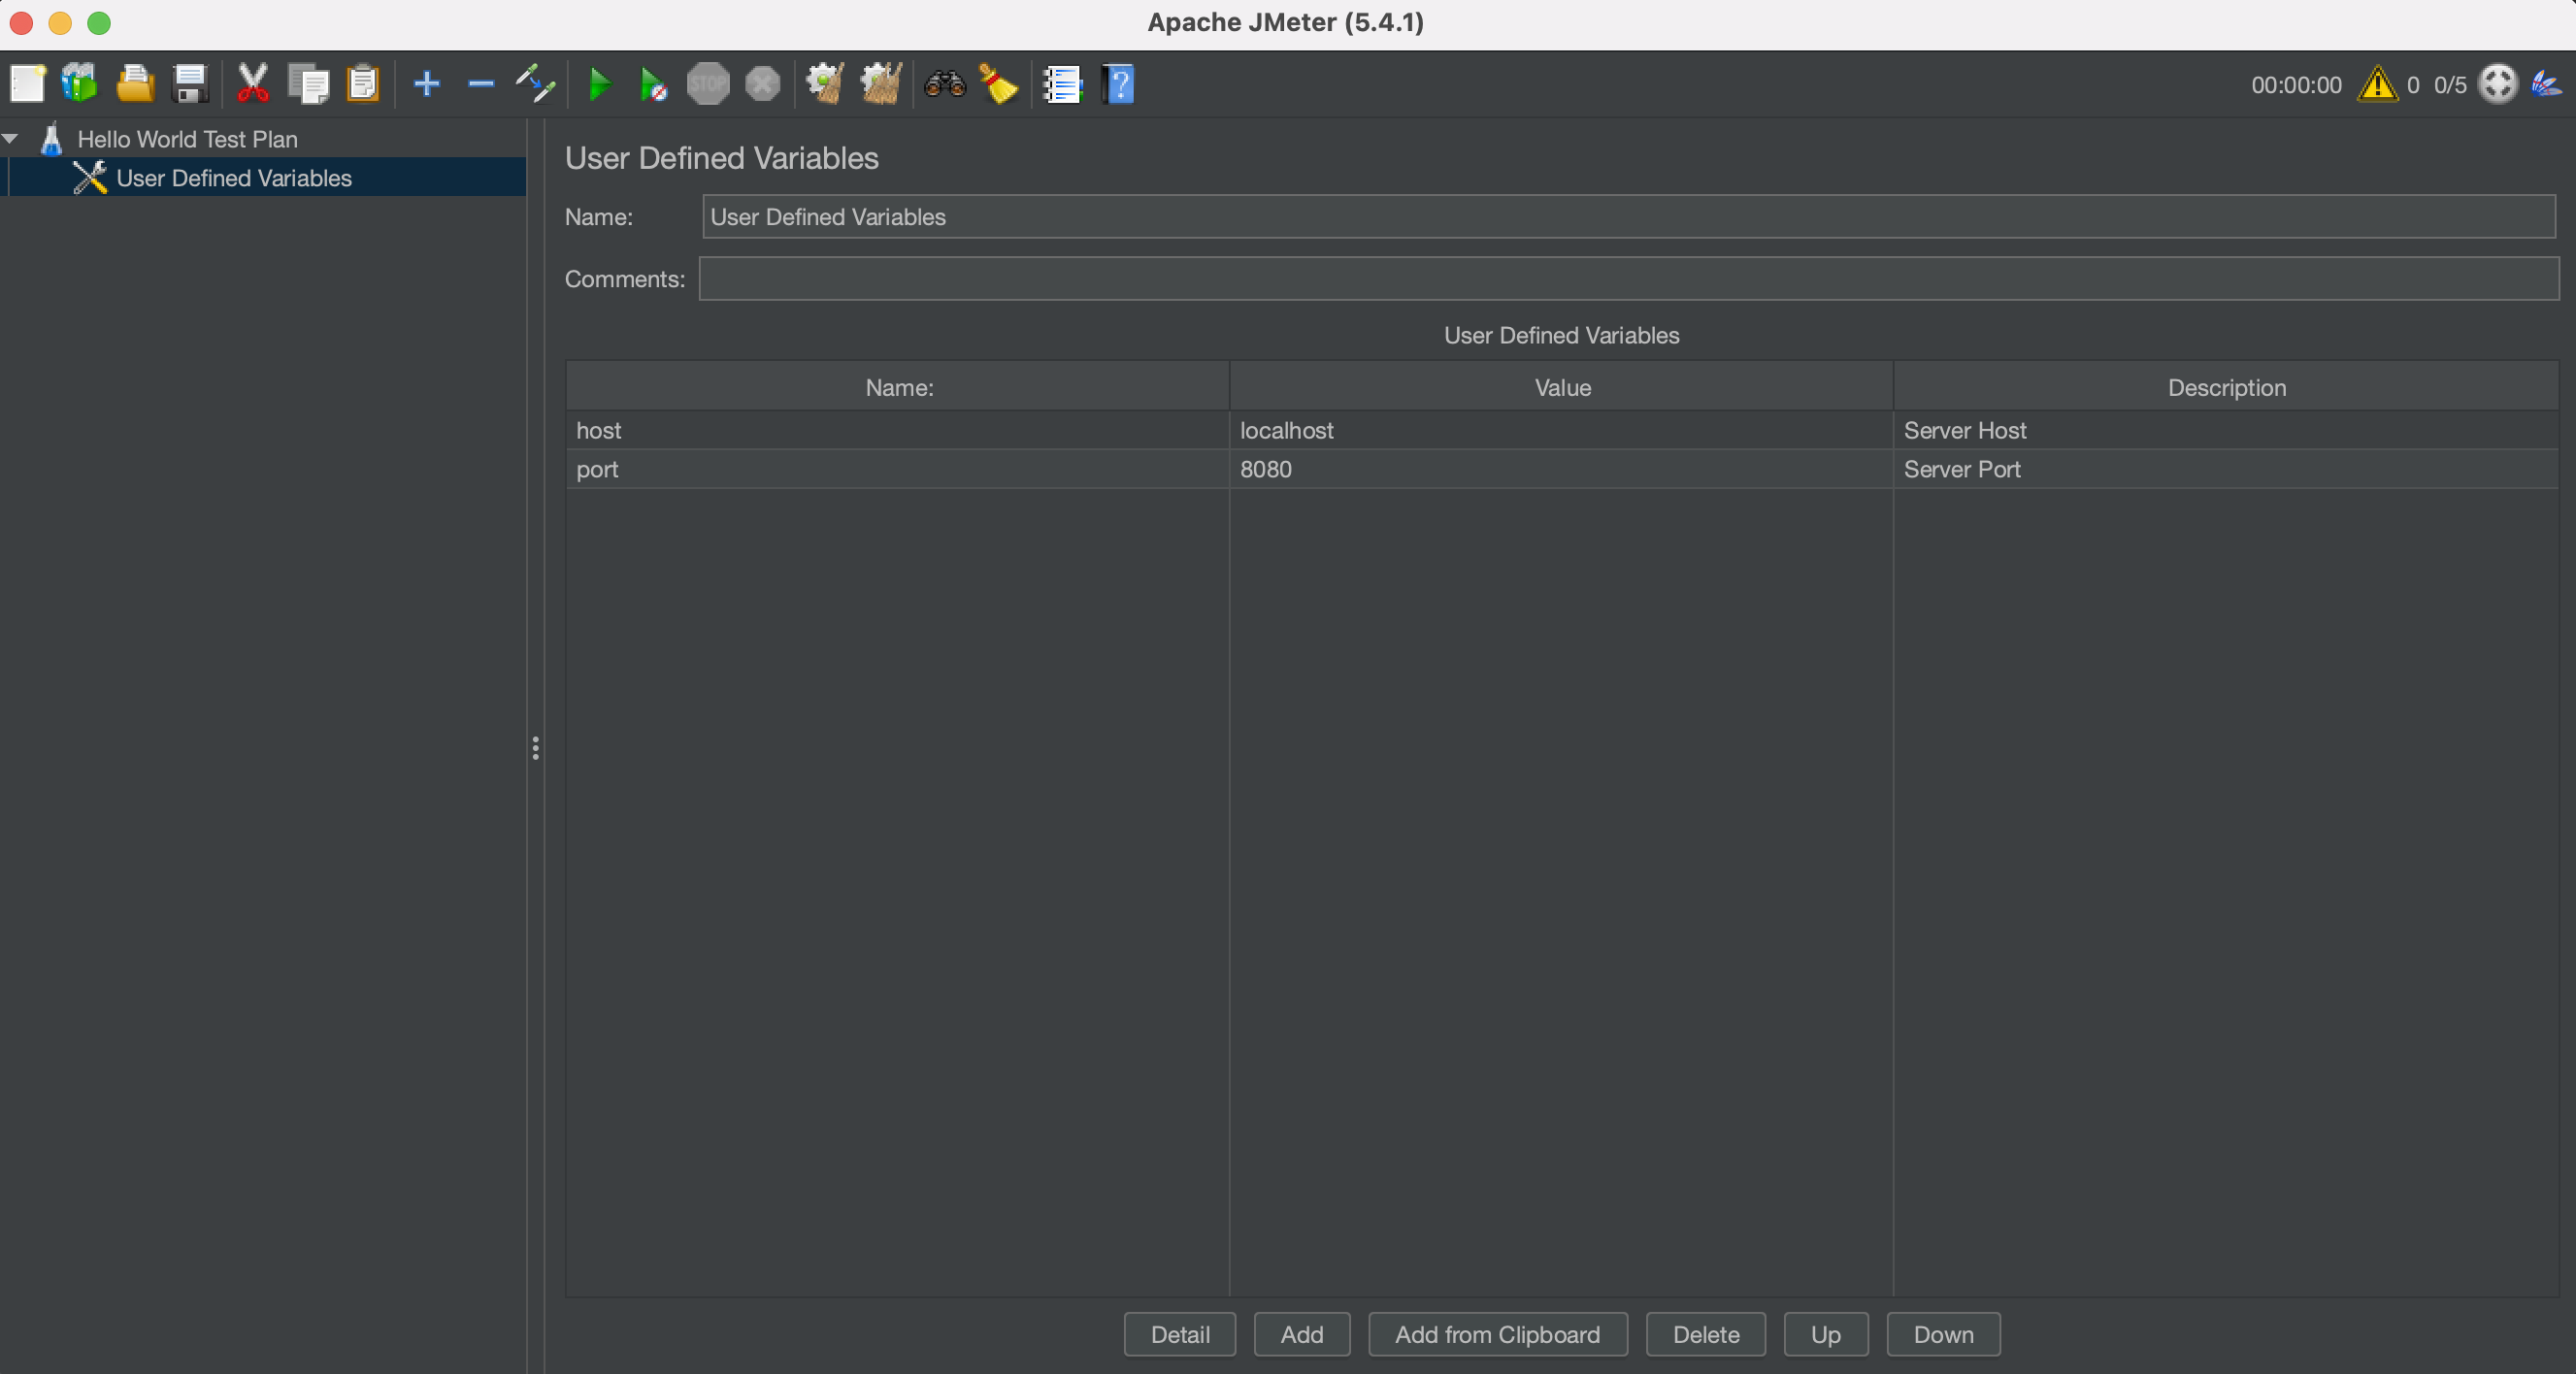 Apache JMeter (5.4.1)
STOP
00:00:00 0 0/5
Hello World Test Plan
User Defined Variables
User Defined Variables
Name: User Defined Variables
Comments:
User Defined Variables
Name: Value Description
host localhost Server Host
port 8080 Server Port
Detail Add Add from Clipboard Delete Up Down